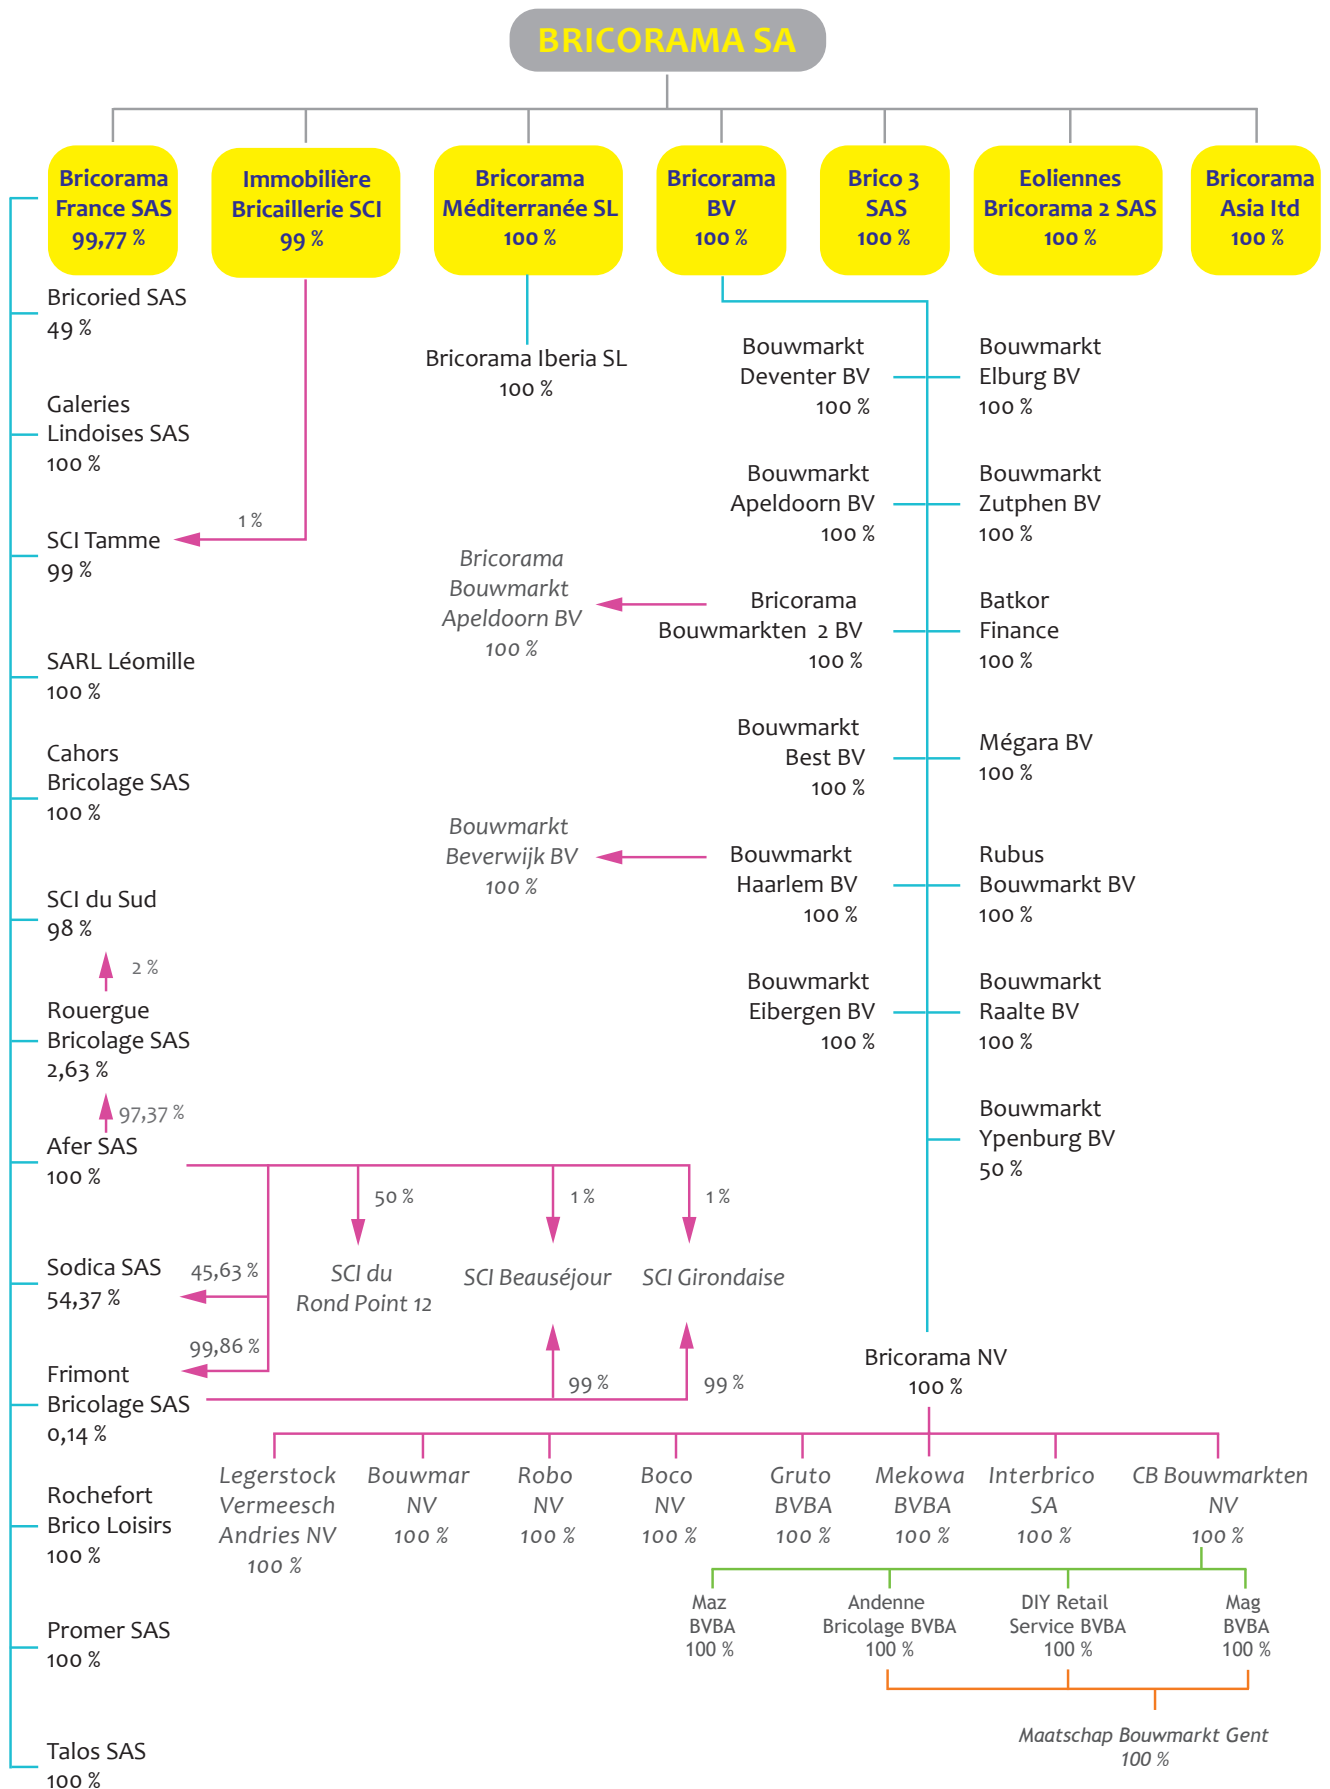 BRICORAMA SA
Bricorama
France SAS
99,77 %
Immobilière
Bricaillerie SCI
99 %
Bricorama
Méditerranée SL
100 %
Bricorama
BV
100 %
Brico 3
SAS
100 %
Eoliennes
Bricorama 2 SAS
100 %
Bricorama
Asia ltd
100 %
Bricoried SAS
49 %
Galeries
Lindoises SAS
100 %
SCI Tamme
99 %
1 %
SARL Léomille
100 %
Cahors
Bricolage SAS
100 %
SCI du Sud
98 %
2 %
Rouergue
Bricolage SAS
2,63 %
97,37 %
Afer SAS
100 %
Sodica SAS
54,37 %
45,63 %
99,86 %
Frimont
Bricolage SAS
0,14 %
Rochefort
Brico Loisirs
100 %
Promer SAS
100 %
Talos SAS
100 %
50 %
SCI du
Rond Point 12
1 %
SCI Beauséjour
99 %
1 %
SCI Girondaise
99 %
Bricorama Iberia SL
100 %
Bouwmarkt
Deventer BV
100 %
Bouwmarkt
Elburg BV
100 %
Bouwmarkt
Apeldoorn BV
100 %
Bouwmarkt
Zutphen BV
100 %
Bricorama
Bouwmarkt
Apeldoorn BV
100 %
Bricorama
Bouwmarkten 2 BV
100 %
Batkor
Finance
100 %
Bouwmarkt
Best BV
100 %
Mégara BV
100 %
Bouwmarkt
Beverwijk BV
100 %
Bouwmarkt
Haarlem BV
100 %
Rubus
Bouwmarkt BV
100 %
Bouwmarkt
Eibergen BV
100 %
Bouwmarkt
Raalte BV
100 %
Bouwmarkt
Ypenburg BV
50 %
Bricorama NV
100 %
Legerstock
Vermeesch
Andries NV
100 %
Bouwmar
NV
100 %
Robo
NV
100 %
Boco
NV
100 %
Gruto
BVBA
100 %
Mekowa
BVBA
100 %
Interbrico
SA
100 %
CB Bouwmarkten
NV
100 %
Maz
BVBA
100 %
Andenne
Bricolage BVBA
100 %
DIY Retail
Service BVBA
100 %
Mag
BVBA
100 %
Maatschap Bouwmarkt Gent
100 %